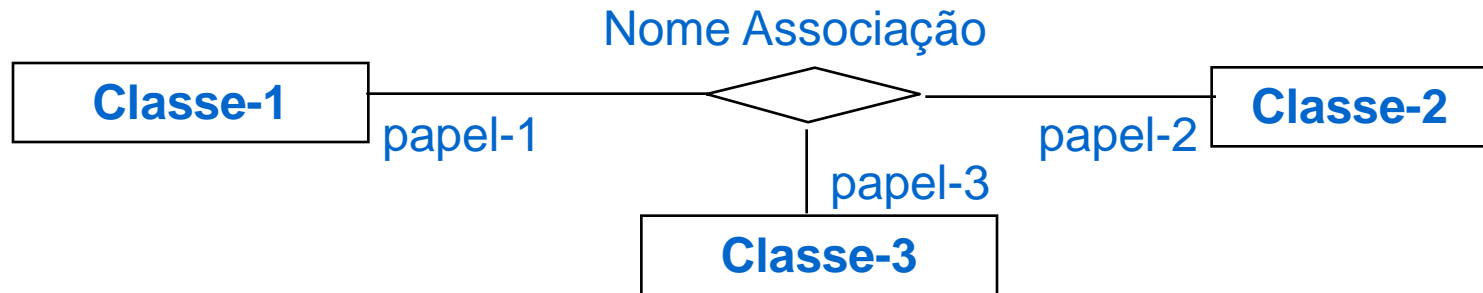 Nome Associação
Classe-1
Classe-2
papel-1
papel-2
papel-3
Classe-3